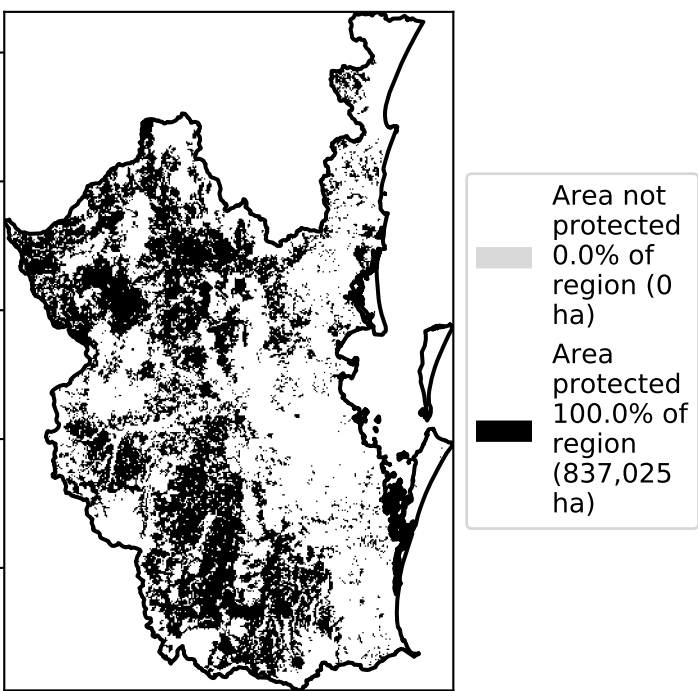 Area not
protected
0.0% of
region (0
ha)
Area
protected
100.0% of
region
(837,025
ha)